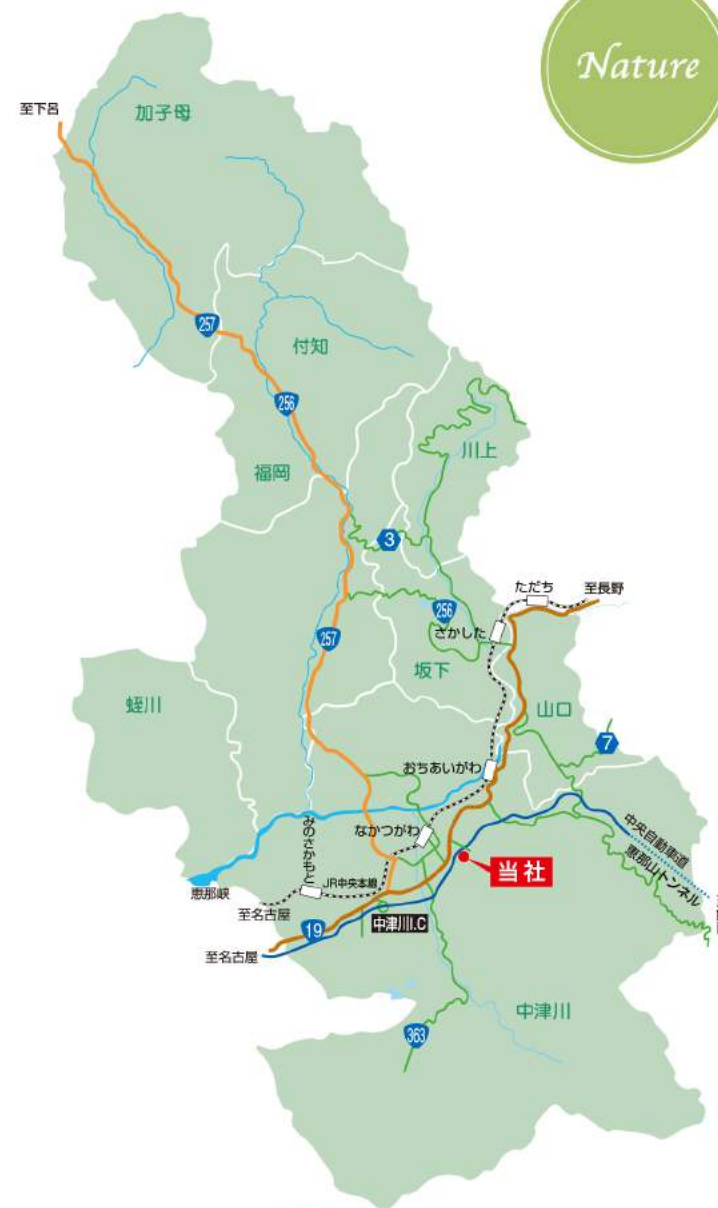 Nature
至下呂
加子母
257
付知
256
福岡
川上
3
ただち
至長野
256
さかした
257
坂下
蛭川
山口
7
おちあいがわ
なかつがわ
みのさかもと
中央自動車道
恵那山トンネル
当社
JR中央本線
恵那峡
至名古屋
中津川I.C
19
至名古屋
中津川
363